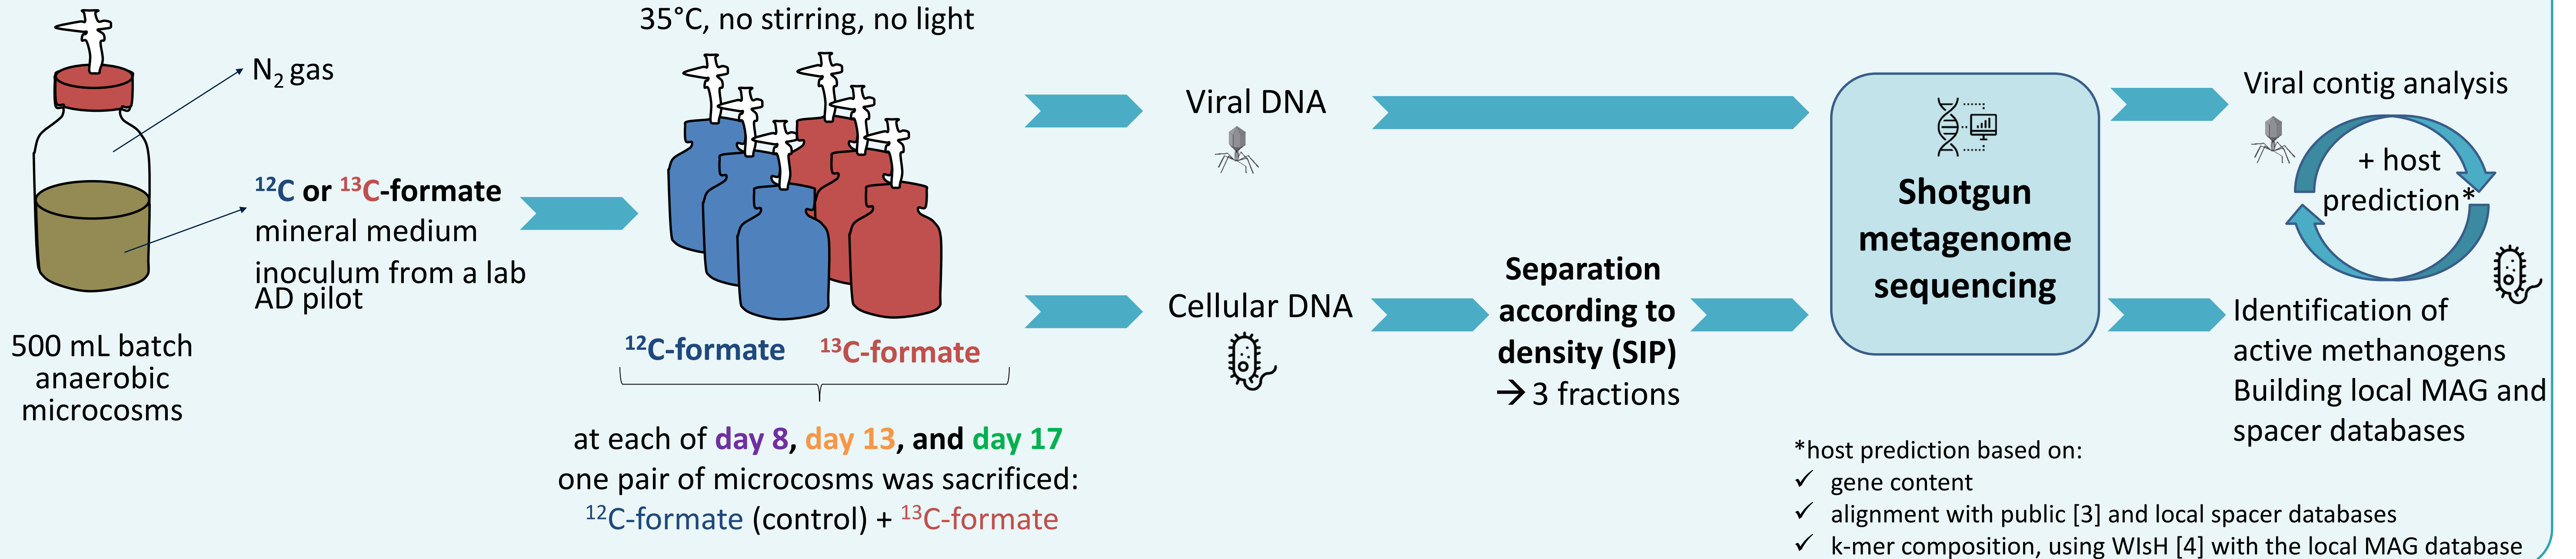 N₂ gas
¹²C or ¹³C-formate
mineral medium
inoculum from a lab
AD pilot
500 mL batch
anaerobic
microcosms
35°C, no stirring, no light
¹²C-formate ¹³C-formate
at each of day 8, day 13, and day 17
one pair of microcosms was sacrificed:
¹²C-formate (control) + ¹³C-formate
Viral DNA
Cellular DNA
Separation
according to
density (SIP)
→ 3 fractions
Shotgun
metagenome
sequencing
Viral contig analysis
+ host
prediction*
Identification of
active methanogens
Building local MAG and
spacer databases
*host prediction based on:
✓ gene content
✓ alignment with public [3] and local spacer databases
✓ k-mer composition, using WIsH [4] with the local MAG database